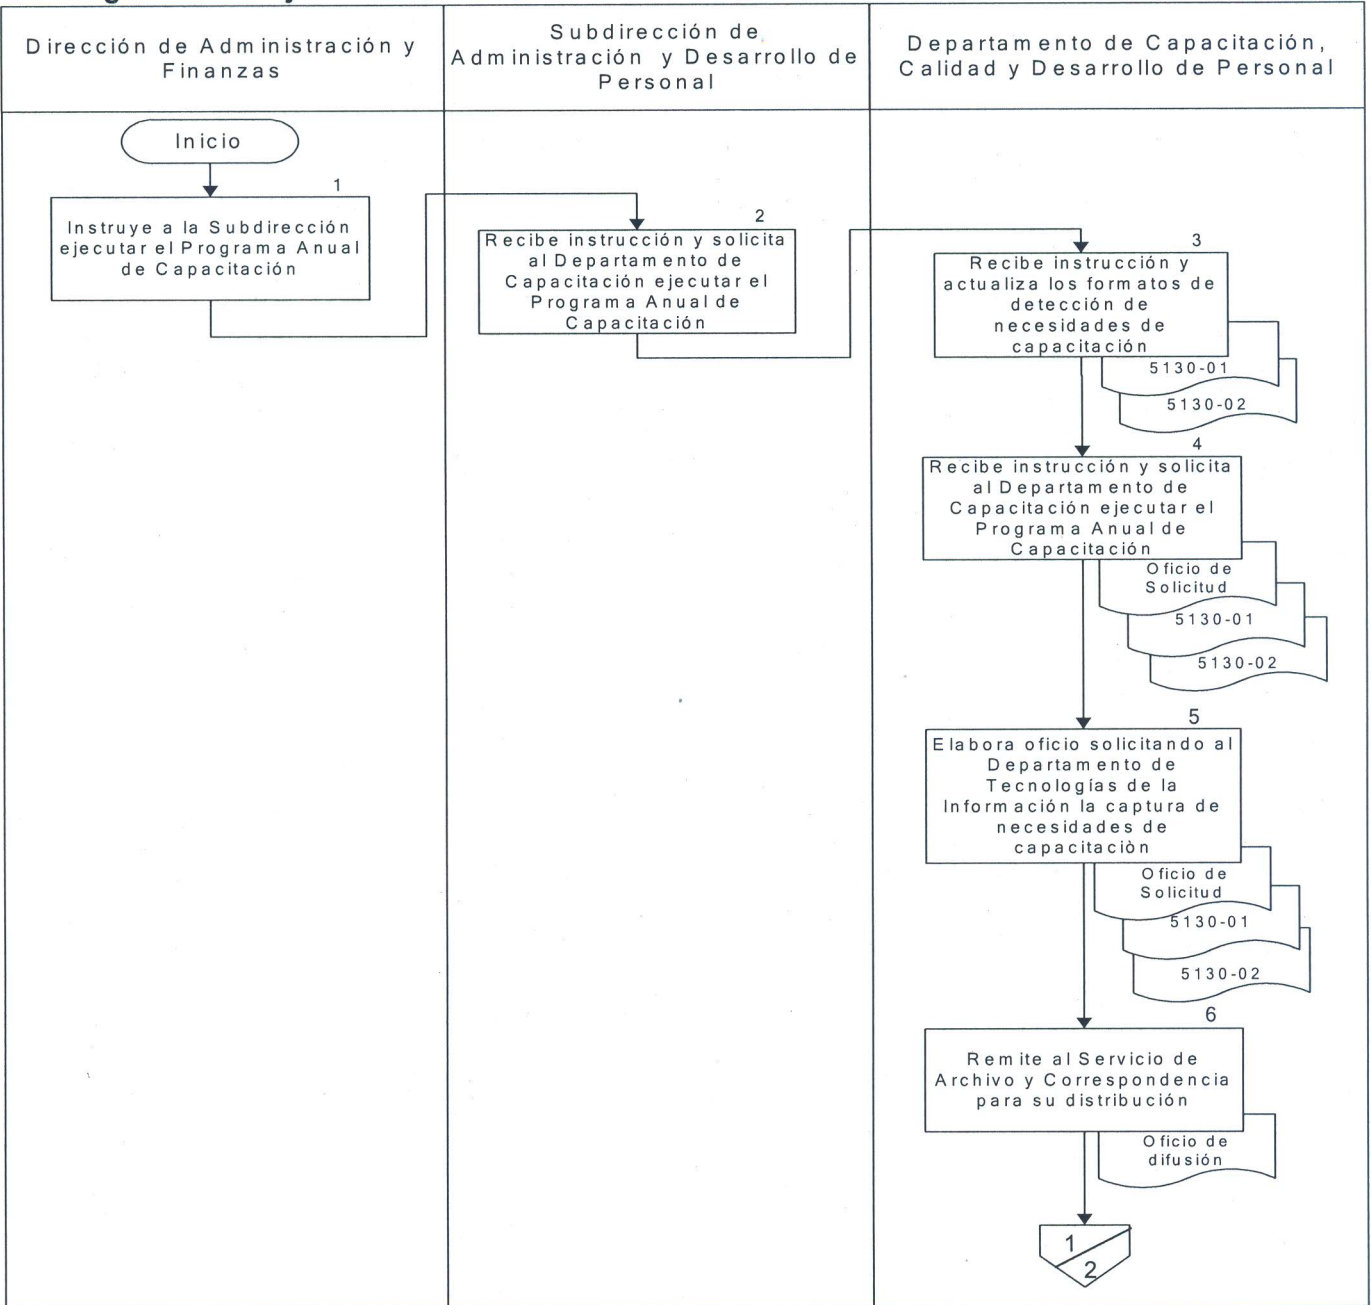 Dirección de Administración y
Finanzas
Subdirección de
Administración y Desarrollo de
Personal
Departamento de Capacitación,
Calidad y Desarrollo de Personal
Inicio
1
Instruye a la Subdirección
ejecutar el Programa Anual
de Capacitación
2
Recibe instrucción y solicita
al Departamento de
Capacitación ejecutar el
Programa Anual de
Capacitación
3
Recibe instrucción y
actualiza los formatos de
detección de
necesidades de
capacitación
5130-01
5130-02
4
Recibe instrucción y solicita
al Departamento de
Capacitación ejecutar el
Programa Anual de
Capacitación
Oficio de
Solicitud
5130-01
5130-02
5
Elabora oficio solicitando al
Departamento de
Tecnologías de la
Información la captura de
necesidades de
capacitaciòn
Oficio de
Solicitud
5130-01
5130-02
6
Remite al Servicio de
Archivo y Correspondencia
para su distribución
Oficio de
difusión
1
2